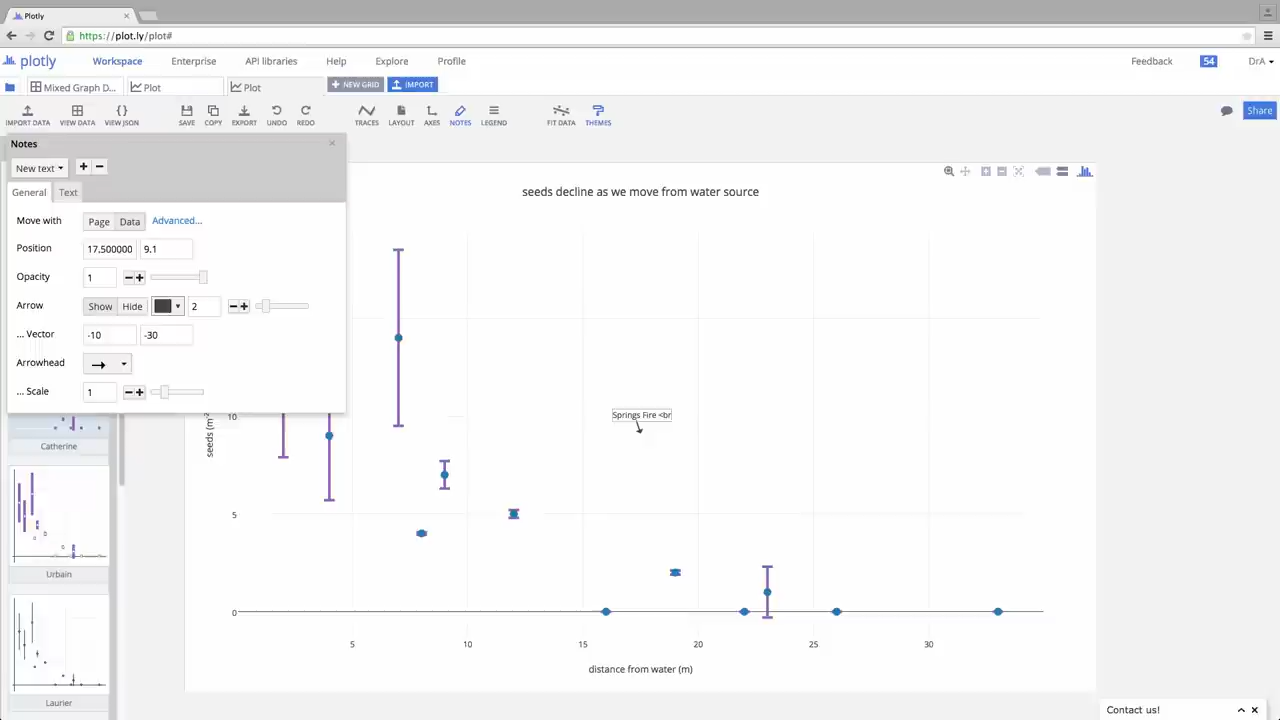 Plotly
https://plot.ly/plot#
plotly Workspace Enterprise API libraries Help Explore Profile Feedback 54 DrA
Mixed Graph D... Plot Plot NEW GRID IMPORT
IMPORT DATA VIEW DATA VIEW JSON SAVE COPY EXPORT UNDO REDO TRACES LAYOUT AXES NOTES LEGEND FIT DATA THEMES Share
Notes
New text
General Text
Move with Page Data Advanced...
Position 17.500000 9.1
Opacity 1
Arrow Show Hide 2
... Vector -10 -30
Arrowhead
... Scale 1
Catherine
Urbain
Laurier
seeds decline as we move from water source
Springs Fire <br
10
5
0
seeds (m⁻²
5 10 15 20 25 30
distance from water (m)
Contact us!